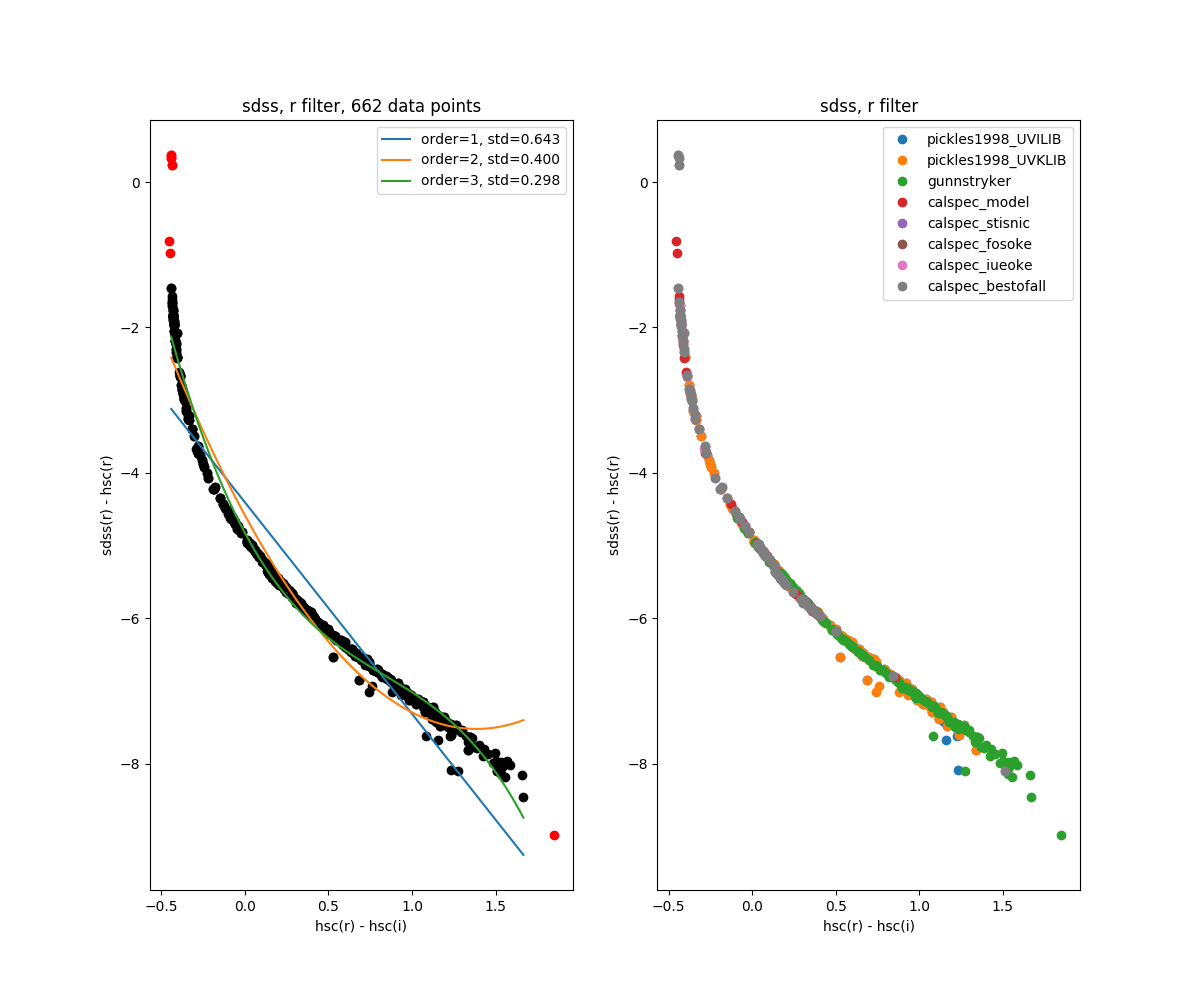 sdss, r filter, 662 data points
order=1, std=0.643
order=2, std=0.400
order=3, std=0.298
0
−2
−4
−6
−8
sdss(r) - hsc(r)
−0.5
0.0
0.5
1.0
1.5
hsc(r) - hsc(i)
sdss, r filter
pickles1998_UVILIB
pickles1998_UVKLIB
gunnstryker
calspec_model
calspec_stisnic
calspec_fosoke
calspec_iueoke
calspec_bestofall
0
−2
−4
−6
−8
sdss(r) - hsc(r)
−0.5
0.0
0.5
1.0
1.5
hsc(r) - hsc(i)